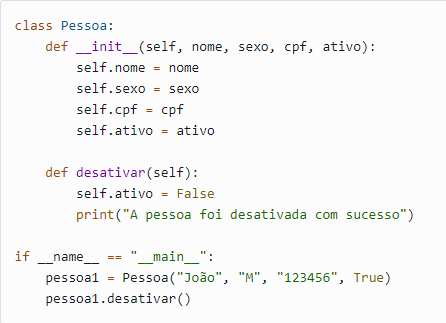 class Pessoa:
    def __init__(self, nome, sexo, cpf, ativo):
        self.nome = nome
        self.sexo = sexo
        self.cpf = cpf
        self.ativo = ativo

    def desativar(self):
        self.ativo = False
        print("A pessoa foi desativada com sucesso")

if __name__ == "__main__":
    pessoa1 = Pessoa("João", "M", "123456", True)
    pessoa1.desativar()